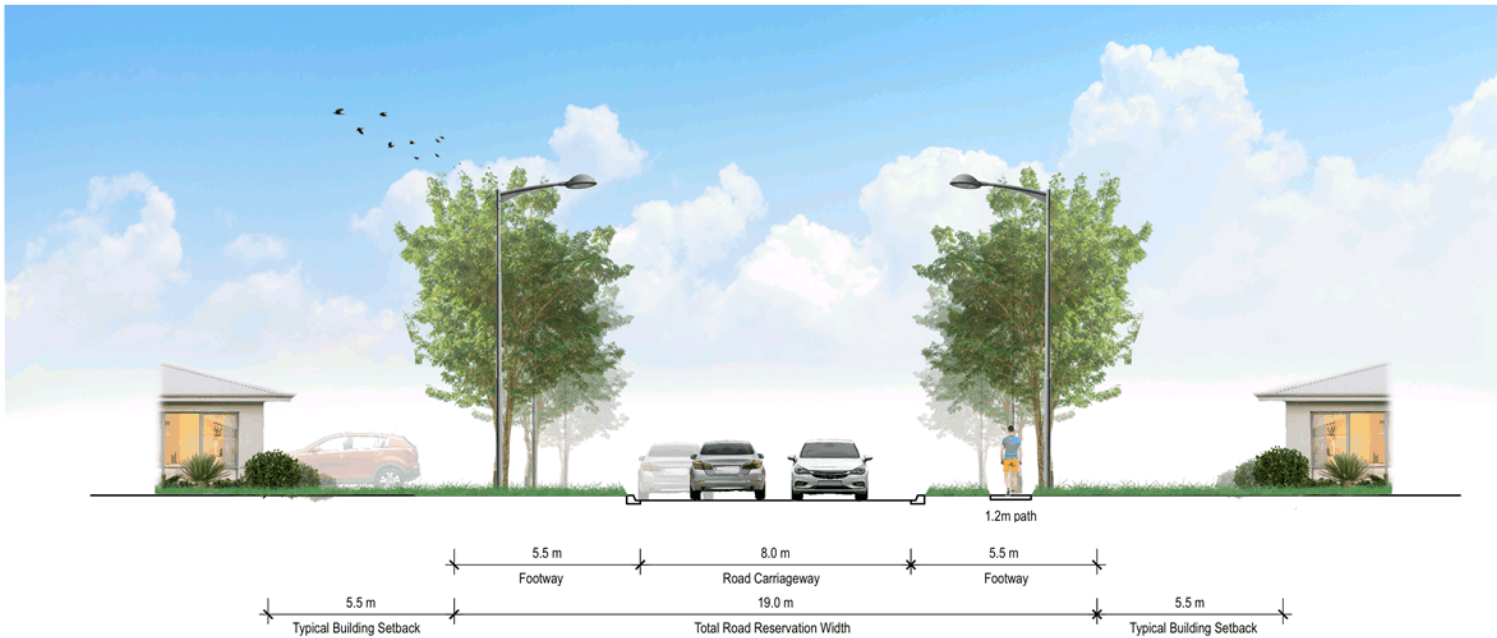 1.2m path
5.5 m
8.0 m
5.5 m
Footway
Road Carriageway
Footway
5.5 m
19.0 m
5.5 m
Typical Building Setback
Total Road Reservation Width
Typical Building Setback